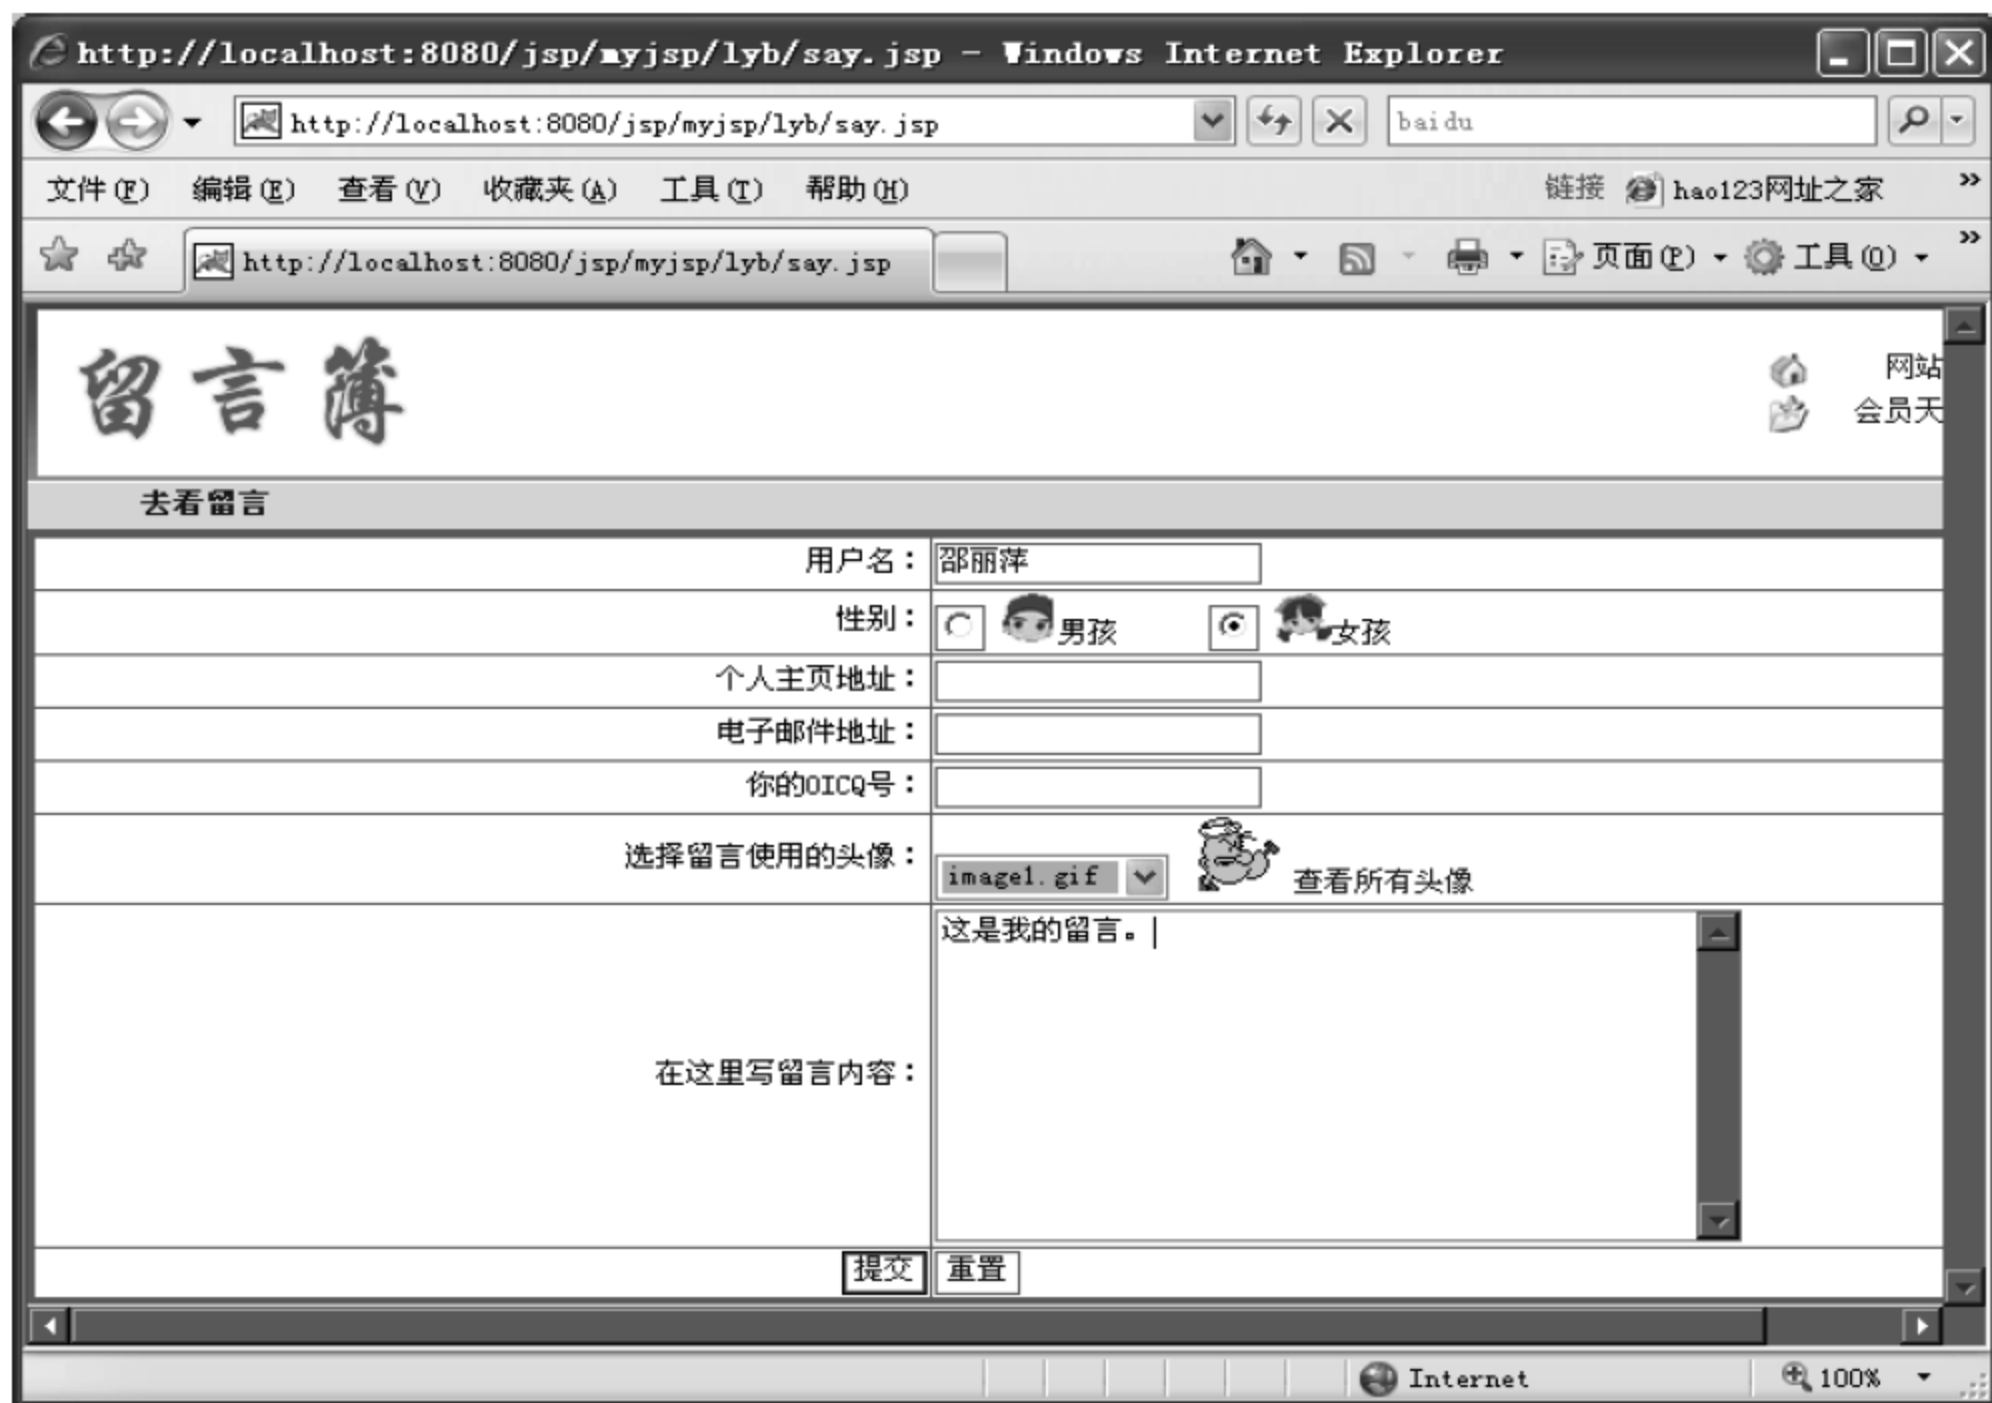 http://localhost:8080/jsp/myjsp/lyb/say.jsp - Windows Internet Explorer
http://localhost:8080/jsp/myjsp/lyb/say.jsp baidu
文件(F) 编辑(E) 查看(V) 收藏夹(A) 工具(T) 帮助(H) 链接 hao123网址之家 »
http://localhost:8080/jsp/myjsp/lyb/say.jsp 页面(P) 工具(O) »
留言簿
网站
会员天
去看留言
用户名： 邵丽萍
性别： 男孩 女孩
个人主页地址：
电子邮件地址：
你的OICQ号：
选择留言使用的头像： image1.gif 查看所有头像
在这里写留言内容： 这是我的留言。
提交 重置
Internet 100%